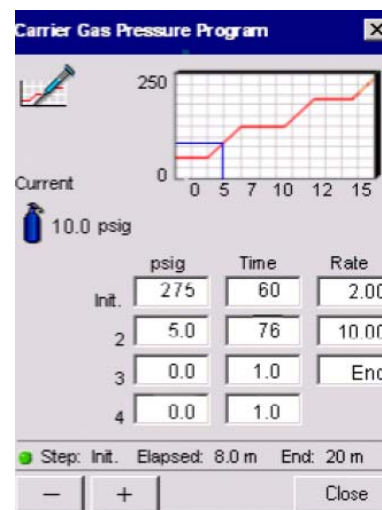 Carrier Gas Pressure Program
250
0
0 5 7 10 12 15
Current
10.0 psig
psig Time Rate
Init. 275 60 2.00
2 5.0 76 10.00
3 0.0 1.0 End
4 0.0 1.0
Step: Init. Elapsed: 8.0 m End: 20 m
− + Close